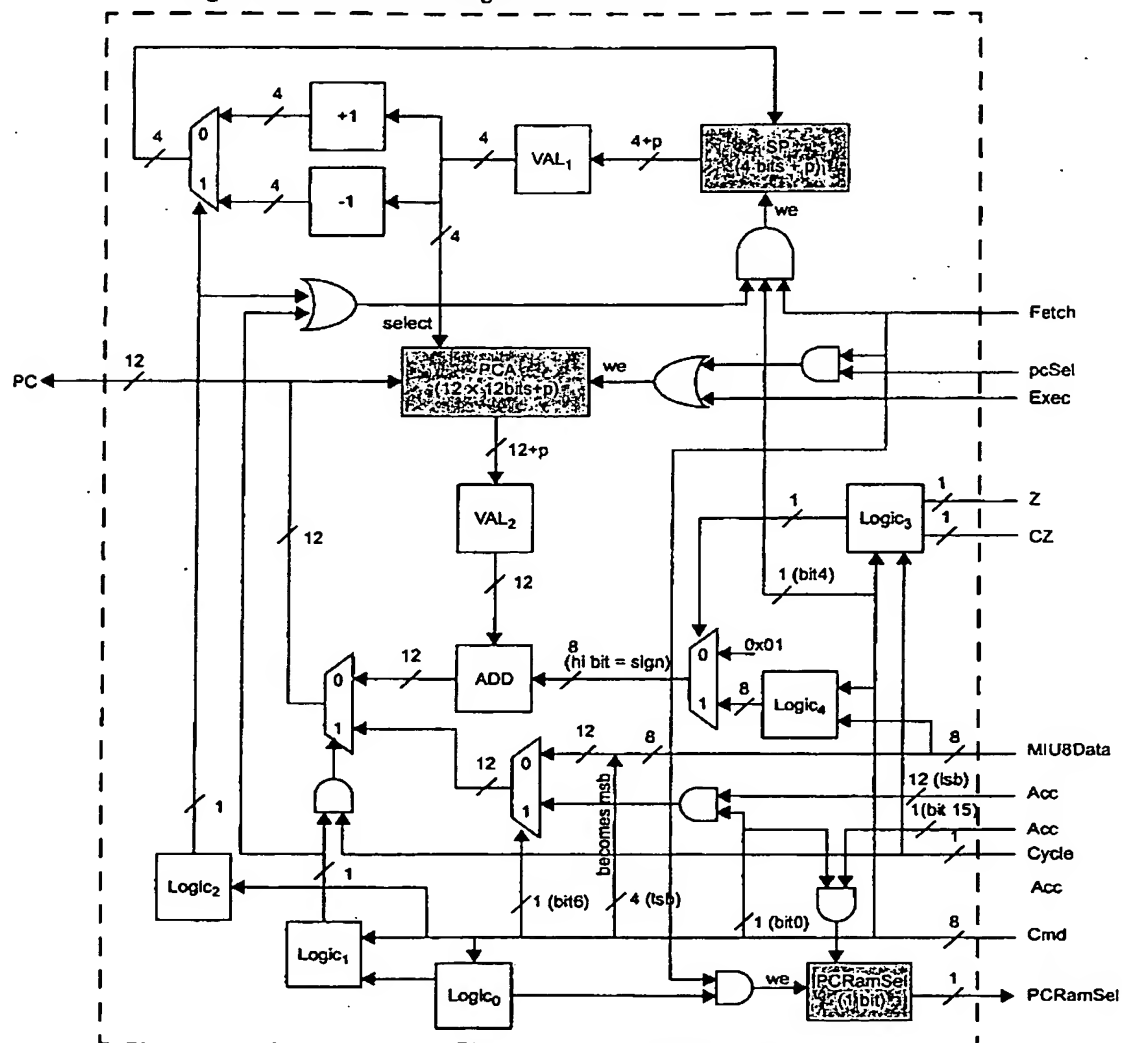 4
+1
0
4
1
4
-1
4
4
VAL₁
4+p
SP
(4 bits + p)
we
select
Fetch
PC
12
PCA
(12 × 12bits+p)
we
pcSel
Exec
12+p
1
Logic₃
1
Z
1
CZ
VAL₂
12
12
1 (bit4)
0
1
0x01
8
(hi bit = sign)
ADD
12
0
1
8
Logic₄
12
12
8
8
MIU8Data
0
1
becomes msb
12 (lsb)
Acc
1(bit 15)
Acc
1
Cycle
Acc
1
1
Logic₂
1 (bit6)
4 (lsb)
1 (bit0)
8
Cmd
Logic₁
Logic₀
we
PCRamSel
(1 bit)
1
PCRamSel